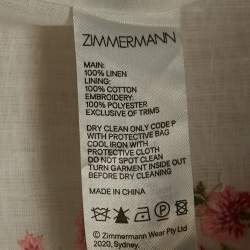 ZIMMERMANN
MAIN:
100% LINEN
LINING:
100% COTTON
EMBROIDERY:
100% POLYESTER
EXCLUSIVE OF TRIMS
DRY CLEAN ONLY CODE P
WITH PROTECTIVE BAG
COOL IRON WITH
PROTECTIVE CLOTH
DO NOT SPOT CLEAN
TURN GARMENT INSIDE OUT
BEFORE DRY CLEANING
MADE IN CHINA
© Zimmermann Wear Pty Ltd
2020, Sydney.